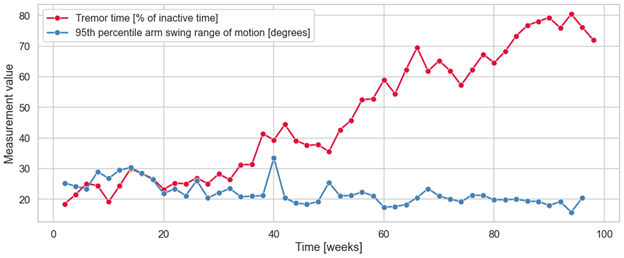 Tremor time [% of inactive time]
95th percentile arm swing range of motion [degrees]
Measurement value
80
70
60
50
40
30
20
0 20 40 60 80 100
Time [weeks]